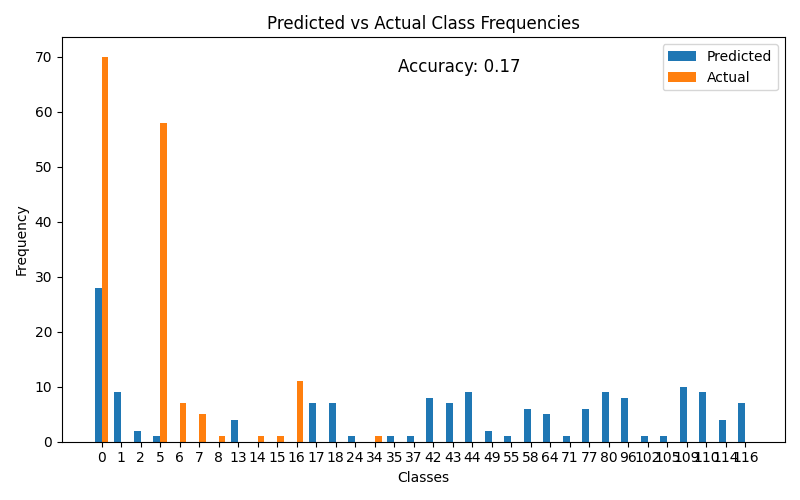 Predicted vs Actual Class Frequencies
Accuracy: 0.17
Predicted
Actual
Frequency
70
60
50
40
30
20
10
0
0 1 2 5 6 7 8 13 14 15 16 17 18 24 34 35 37 42 43 44 49 55 58 64 71 77 80 96 102 105 109 110 114 116
Classes